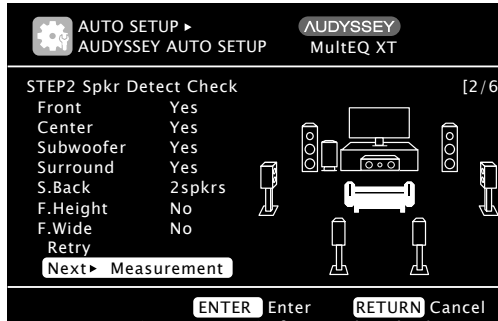 AUTO SETUP ▸
AUDYSSEY AUTO SETUP
AUDYSSEY
MultEQ XT
STEP2 Spkr Detect Check [2/6
Front Yes
Center Yes
Subwoofer Yes
Surround Yes
S.Back 2spkrs
F.Height No
F.Wide No
Retry
Next▸ Measurement
ENTER Enter RETURN Cancel